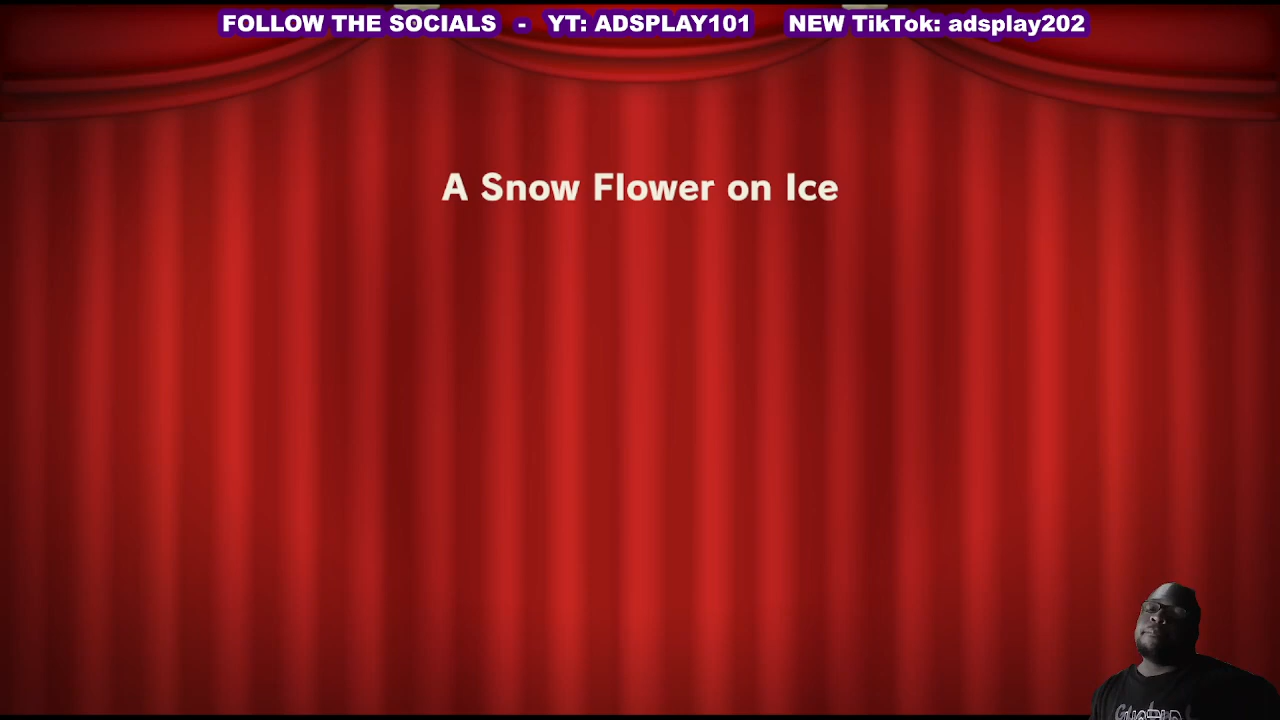 FOLLOW THE SOCIALS - YT: ADSPLAY101 NEW TikTok: adsplay202
A Snow Flower on Ice